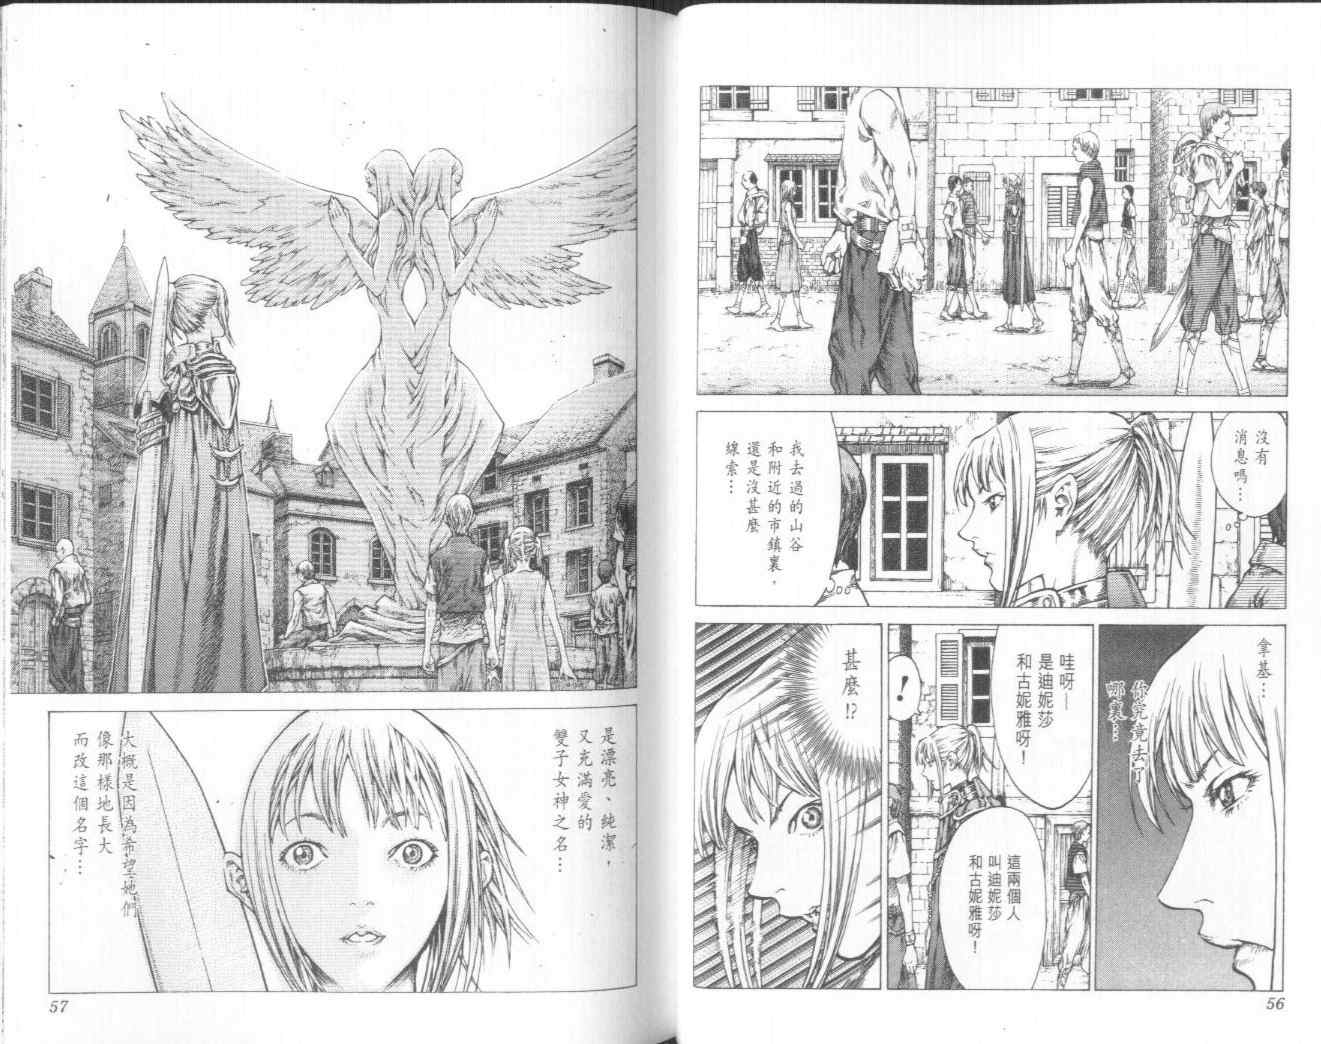 沒有
消息嗎…
我去過的山谷
和附近的市鎮裏，
還是沒甚麼
線索…
拿基…
你究竟去了
哪裏…
哇呀—
是迪妮莎
和古妮雅呀！
！
這兩個人
叫迪妮莎
和古妮雅呀！
甚麼!?
56
是漂亮、純潔，
又充滿愛的
雙子女神之名…
大概是因為希望她們
像那樣地長大
而改這個名字…
57